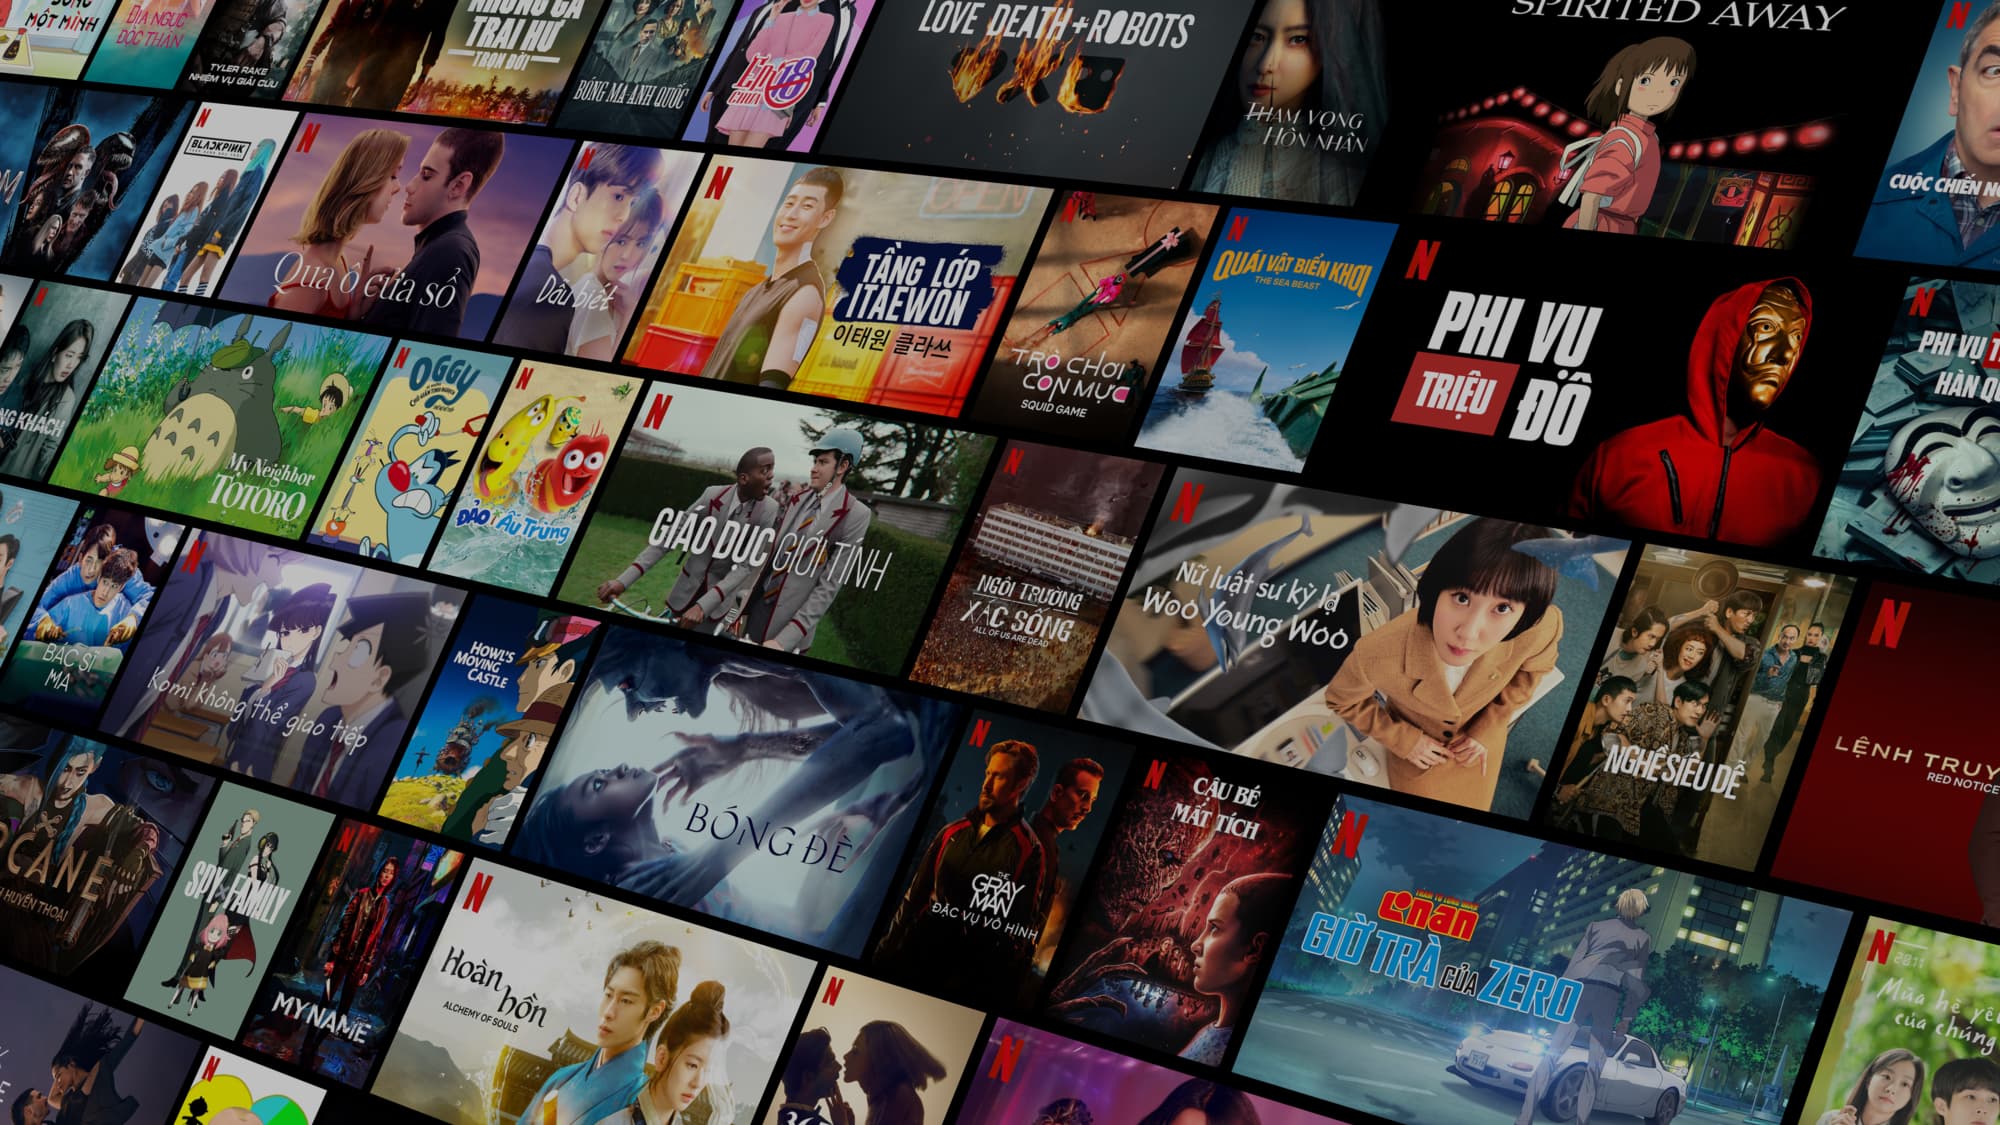 MỘT MÌNH
ĐỊA NGỤC
ĐỘC THÂN
TYLER RAKE
NHIỆM VỤ GIẢI CỨU
TRAI HƯ
TRỌN ĐỜI
BÓNG MA ANH QUỐC
18
CHƯA
LOVE DEATH + ROBOTS
THAM VỌNG
HÔN NHÂN
SPIRITED AWAY
N
CUỘC CHIẾN
N
BLACKPINK
N
Qua ô cửa sổ
N
Dấu biết
N
OPEN
TẦNG LỚP
ITAEWON
이태원 클라쓰
N
TRÒ CHƠI
CON MỰC
SQUID GAME
N
QUÁI VẬT BIỂN KHƠI
THE SEA BEAST
N
PHI VỤ
TRIỆU
ĐÔ
N
PHI VỤ
HÀN
N
KHÁCH
My Neighbor
TOTORO
N
OGGY
N
ĐẢO Ấu Trùng
N
GIÁO DỤC GIỚI TÍNH
N
NGÔI TRƯỜNG
XÁC SỐNG
ALL OF US ARE DEAD
N
Nữ luật sư kỳ lạ
Woo Young Woo
NGHỀ SIÊU DỄ
N
LỆNH
RED NOTICE
BÁC SĨ
MA
N
Komi không thể giao tiếp
HOWL'S
MOVING
CASTLE
BÓNG ĐÈ
N
THE
GRAY
MAN
ĐẶC VỤ VÔ HÌNH
N
CẬU BÉ
MẤT TÍCH
N
CONAN
GIỜ TRÀ CỦA ZERO
HUYỀN THOẠI
SPY FAMILY
N
MY NAME
N
Hoàn hồn
ALCHEMY OF SOULS
N
365
N
N
Mùa hè
của chúng
N